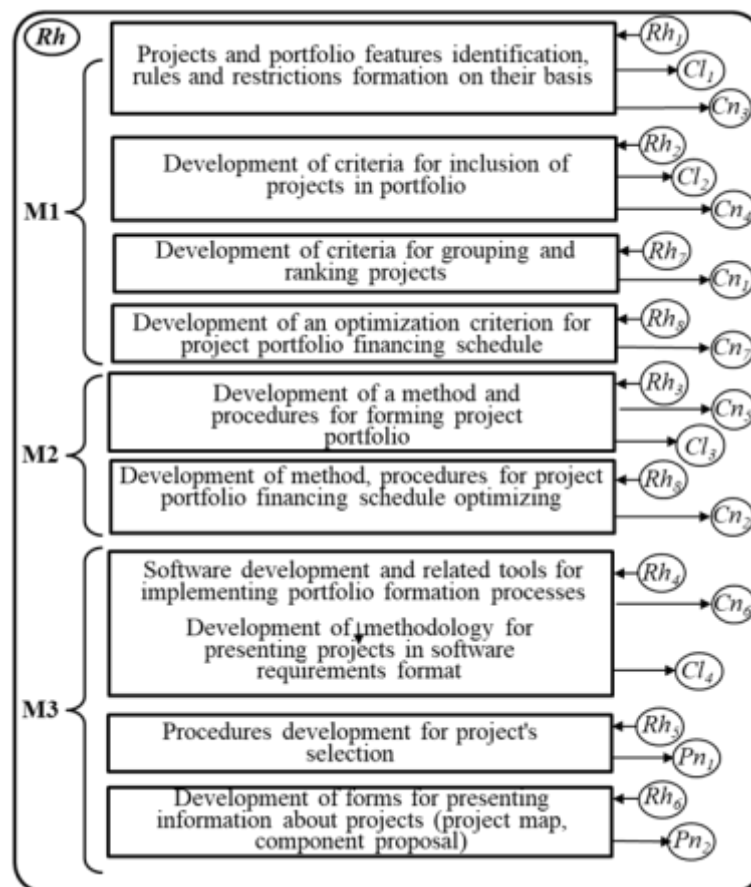 Rh
Projects and portfolio features identification,
rules and restrictions formation on their basis
Rh1
Cl1
Cn3
M1
Development of criteria for inclusion of
projects in portfolio
Rh2
Cl2
Cn4
Development of criteria for grouping and
ranking projects
Rh7
Cn1
Development of an optimization criterion for
project portfolio financing schedule
Rh8
Cn7
M2
Development of a method and
procedures for forming project
portfolio
Rh3
Cn5
Cl3
Development of method, procedures for project
portfolio financing schedule optimizing
Rh8
Cn2
M3
Software development and related tools for
implementing portfolio formation processes
Rh4
Cn6
Development of methodology for
presenting projects in software
requirements format
Cl4
Procedures development for project's
selection
Rh5
Pn1
Development of forms for presenting
information about projects (project map,
component proposal)
Rh6
Pn2